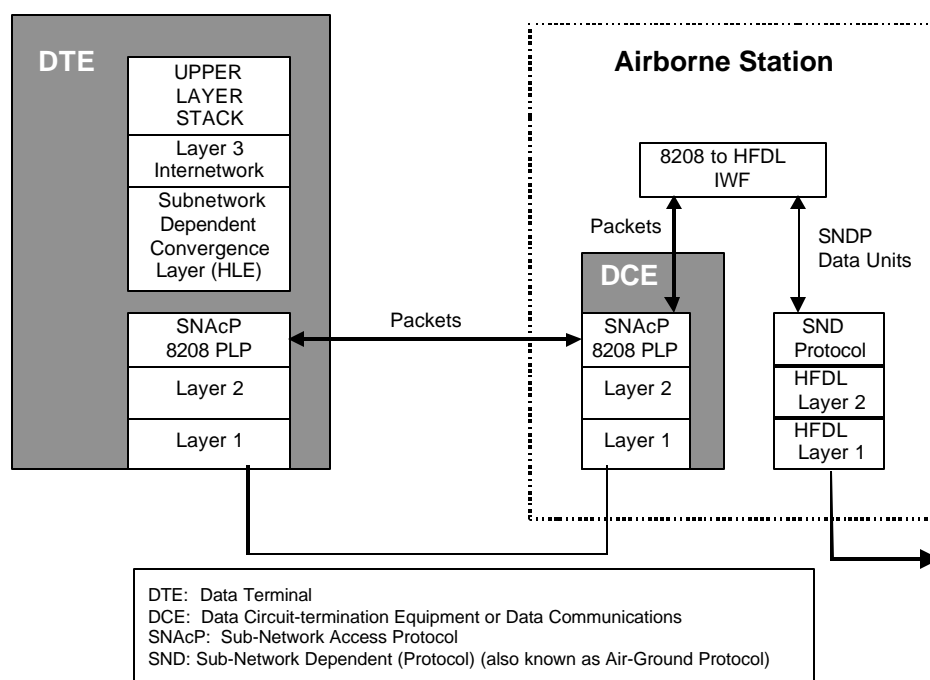 DTE
UPPER
LAYER
STACK
Layer 3
Internetwork
Subnetwork
Dependent
Convergence
Layer (HLE)
SNAcP
8208 PLP
Layer 2
Layer 1
Packets
Airborne Station
8208 to HFDL
IWF
Packets
SNDP
Data Units
DCE
SNAcP
8208 PLP
Layer 2
Layer 1
SND
Protocol
HFDL
Layer 2
HFDL
Layer 1
DTE: Data Terminal
DCE: Data Circuit-termination Equipment or Data Communications
SNAcP: Sub-Network Access Protocol
SND: Sub-Network Dependent (Protocol) (also known as Air-Ground Protocol)